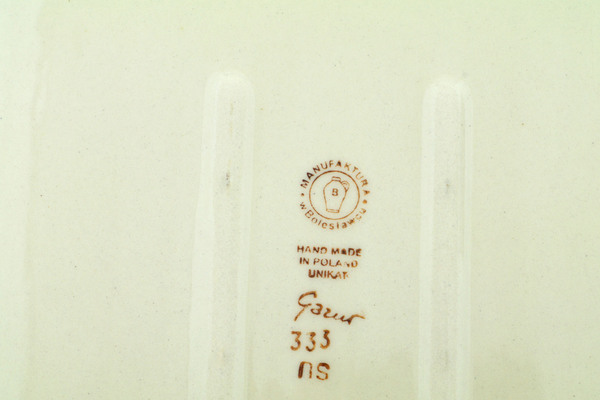 MANUFAKTURA
w Bolesławcu
B
HAND MADE
IN POLAND
UNIKAT
333